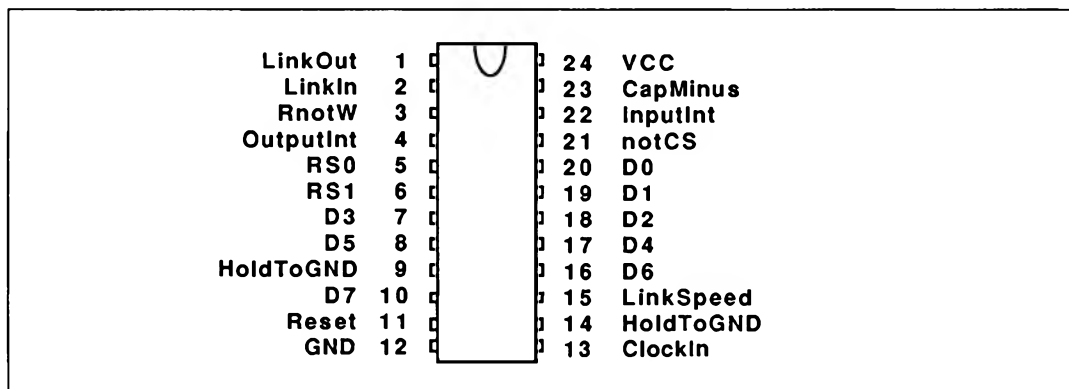 LinkOut 1 24 VCC
LinkIn 2 23 CapMinus
RnotW 3 22 InputInt
OutputInt 4 21 notCS
RS0 5 20 D0
RS1 6 19 D1
D3 7 18 D2
D5 8 17 D4
HoldToGND 9 16 D6
D7 10 15 LinkSpeed
Reset 11 14 HoldToGND
GND 12 13 ClockIn